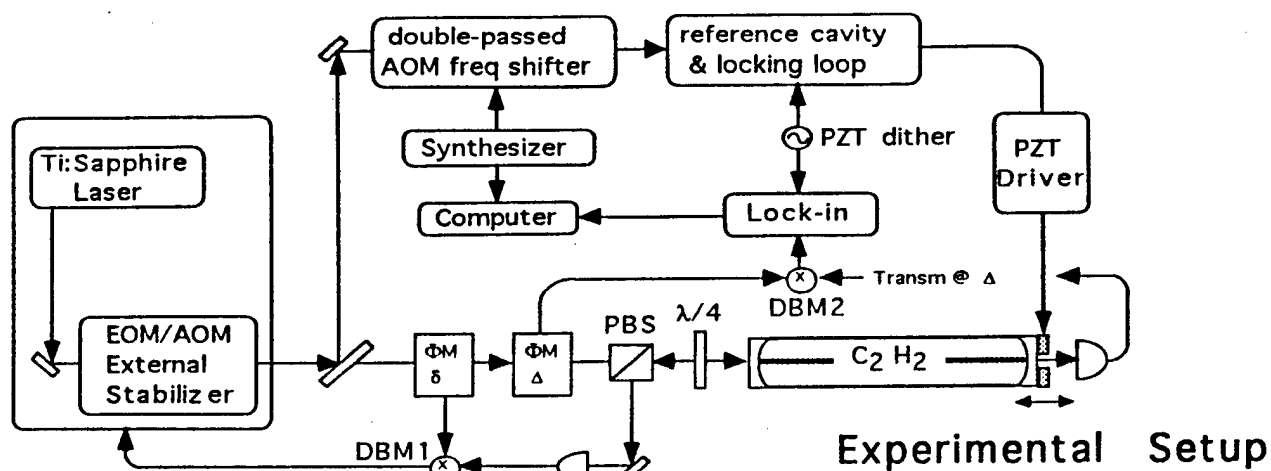 double-passed
AOM freq shifter
reference cavity
& locking loop
Ti:Sapphire
Laser
Synthesizer
PZT dither
PZT
Driver
Computer
Lock-in
EOM/AOM
External
Stabilizer
ΦM
δ
ΦM
Δ
PBS
λ/4
x
DBM2
Transm @ Δ
C2 H2
DBM1
x
Experimental Setup